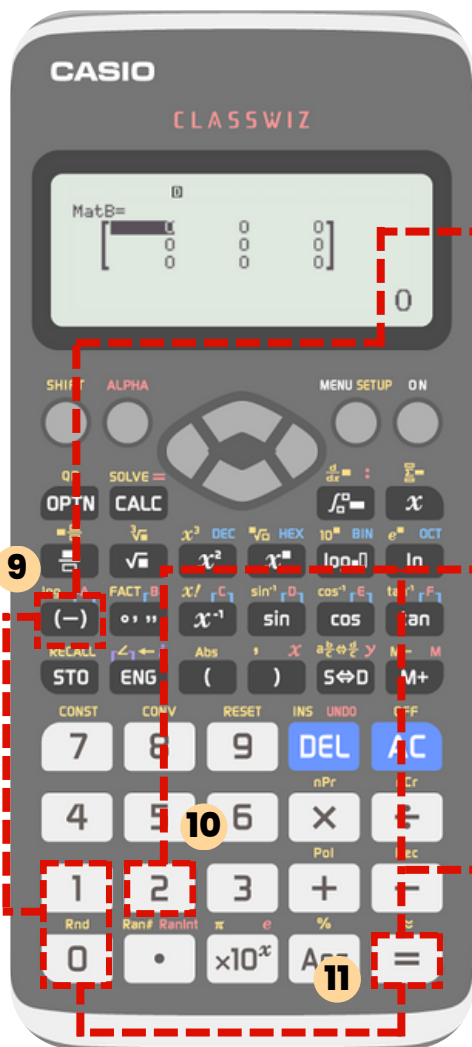 CASIO
CLASSWIZ
D
MatB=
0 0 0
0 0 0
0 0 0
0
SHIFT ALPHA MENU SETUP ON
SOLVE =
OPTN CALC x
x³ DEC HEX 10 BIN e OCT
9
√ x² In
FACT B x! C sin⁻¹ D cos⁻¹ E tan⁻¹ F
(−) x⁻¹ sin cos tan
RECALL Abs , x y M
STO ENG ( ) S⇔D M+
CONST CONV RESET INS UNDO OFF
7 8 9 DEL AC
nPr nCr
4 5 10 6 × ÷
Pol Rec
1 2 3 + −
Rnd Ran# RanInt π e %
0 • ×10ˣ Ans 11 =